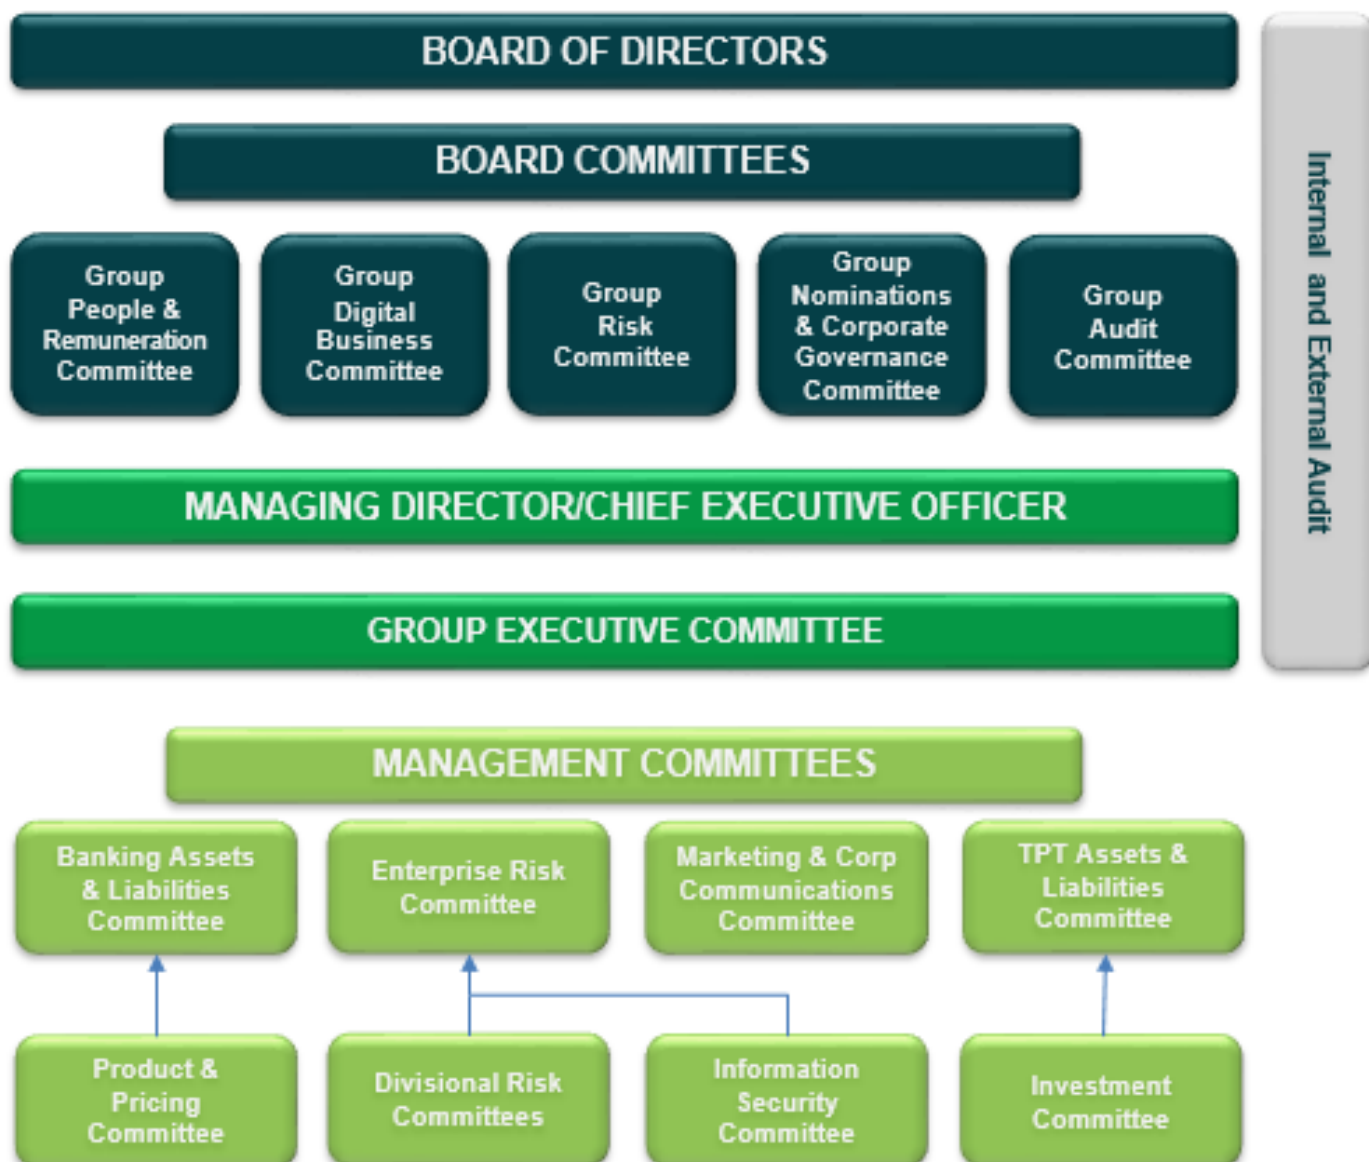 BOARD OF DIRECTORS
BOARD COMMITTEES
Group
People &
Remuneration
Committee
Group
Digital
Business
Committee
Group
Risk
Committee
Group
Nominations
& Corporate
Governance
Committee
Group
Audit
Committee
Internal and External Audit
MANAGING DIRECTOR/CHIEF EXECUTIVE OFFICER
GROUP EXECUTIVE COMMITTEE
MANAGEMENT COMMITTEES
Banking Assets
& Liabilities
Committee
Enterprise Risk
Committee
Marketing & Corp
Communications
Committee
TPT Assets &
Liabilities
Committee
Product &
Pricing
Committee
Divisional Risk
Committees
Information
Security
Committee
Investment
Committee